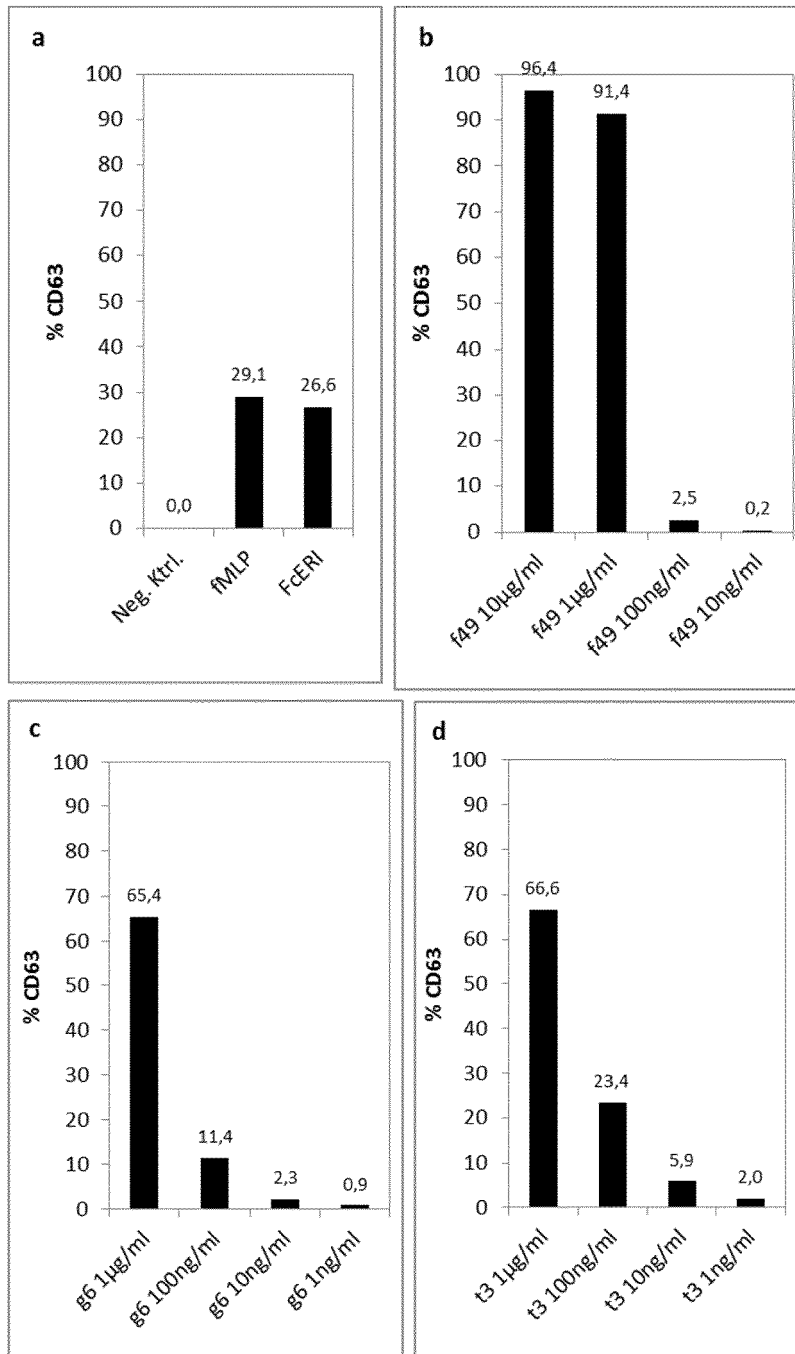 a
100
90
80
70
60
50
40
30
20
10
0
% CD63
0,0
29,1
26,6
Neg. Ktrl.
fMLP
FcERI
b
100
90
80
70
60
50
40
30
20
10
0
96,4
91,4
2,5
0,2
f49 10µg/ml
f49 1µg/ml
f49 100ng/ml
f49 10ng/ml
c
100
90
80
70
60
50
40
30
20
10
0
% CD63
65,4
11,4
2,3
0,9
g6 1µg/ml
g6 100ng/ml
g6 10ng/ml
g6 1ng/ml
d
100
90
80
70
60
50
40
30
20
10
0
% CD63
66,6
23,4
5,9
2,0
t3 1µg/ml
t3 100ng/ml
t3 10ng/ml
t3 1ng/ml